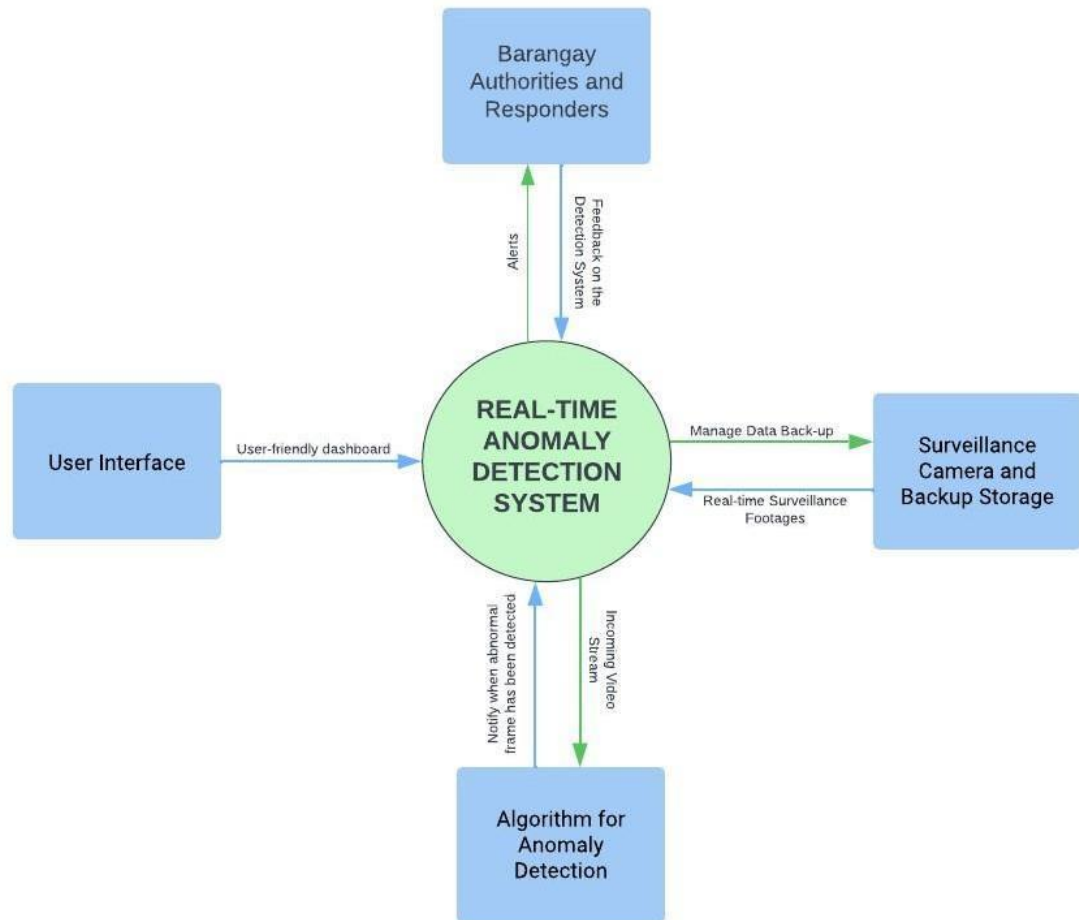 Barangay
Authorities and
Responders
Alerts
Feedback on the
Detection System
User Interface
User-friendly dashboard
REAL-TIME
ANOMALY
DETECTION
SYSTEM
Manage Data Back-up
Real-time Surveillance
Footages
Surveillance
Camera and
Backup Storage
Notify when abnormal
frame has been detected
Incoming Video
Stream
Algorithm for
Anomaly
Detection